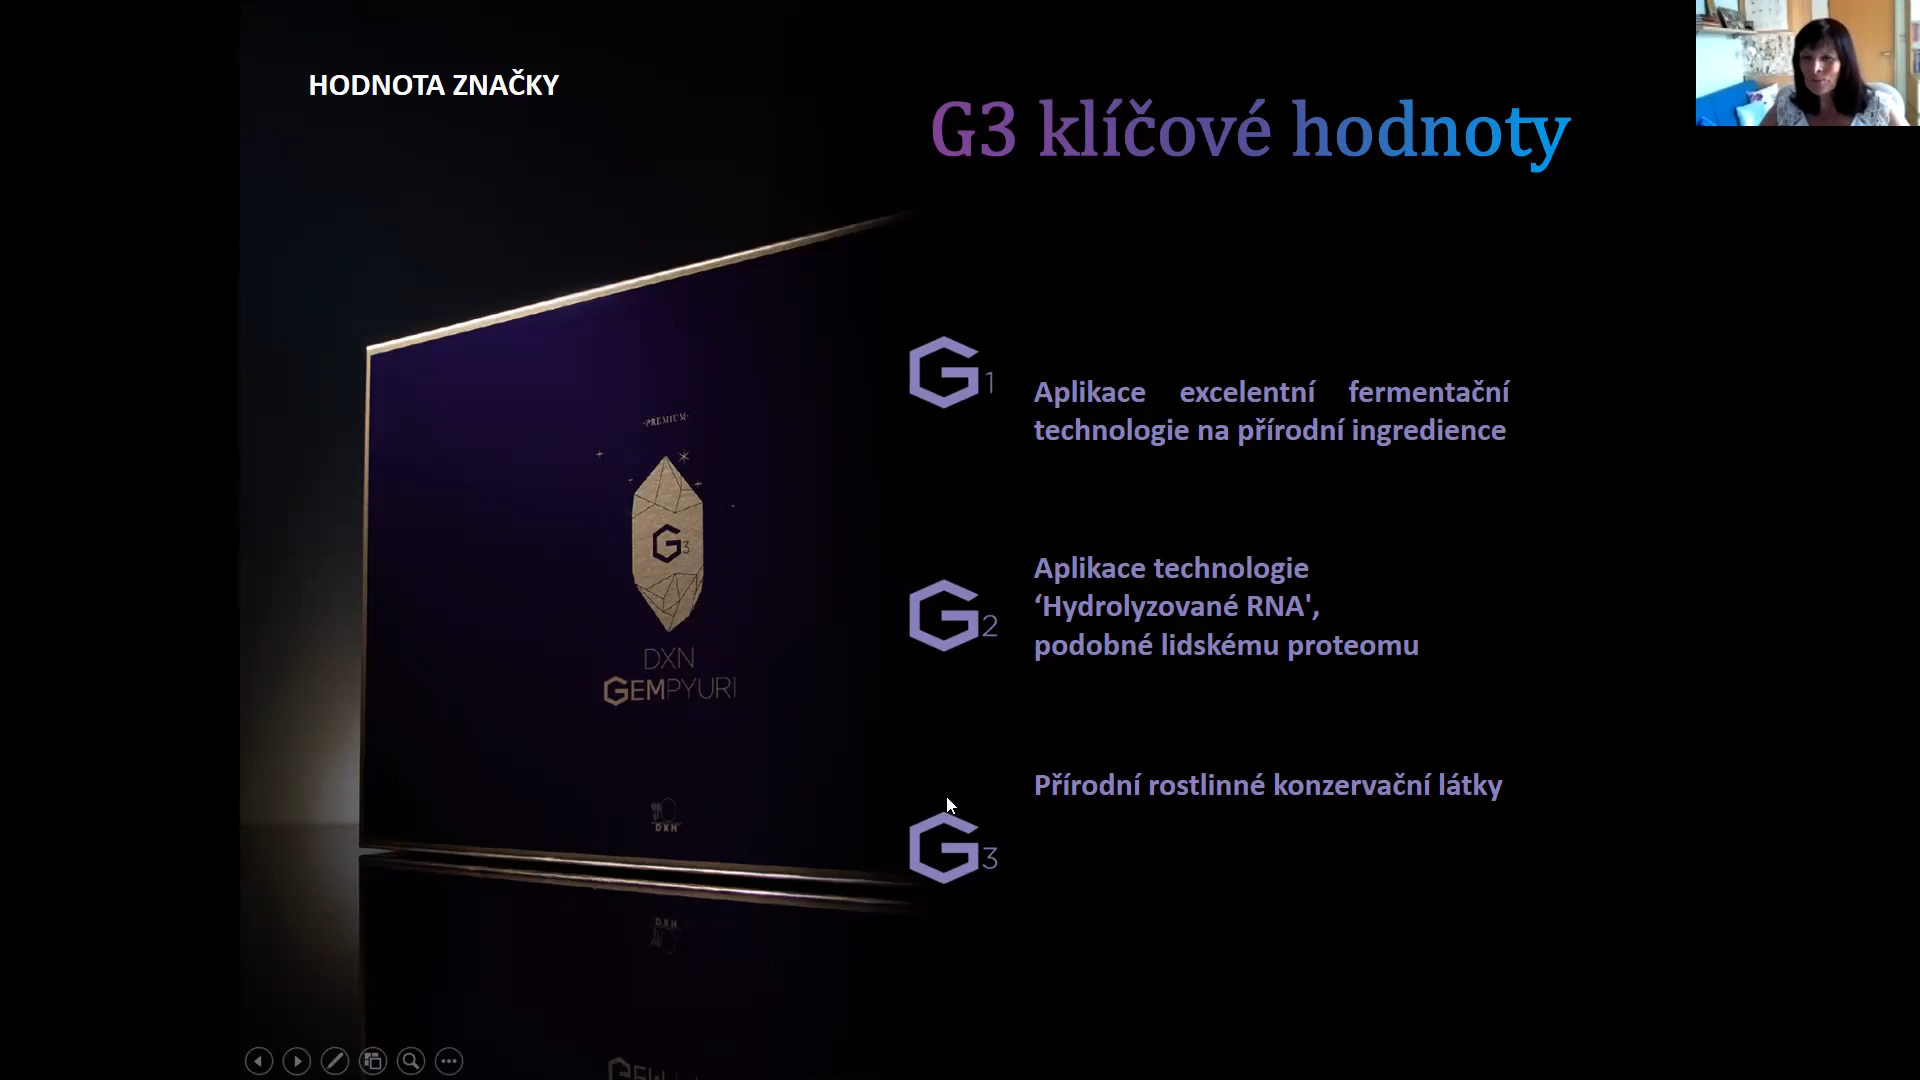 HODNOTA ZNAČKY
G3 klíčové hodnoty
G1
Aplikace excelentní fermentační
technologie na přírodní ingredience
G2
Aplikace technologie
‘Hydrolyzované RNA',
podobné lidskému proteomu
G3
Přírodní rostlinné konzervační látky
·PREMIUM·
G3
DXN
GEMPYURI
DXN